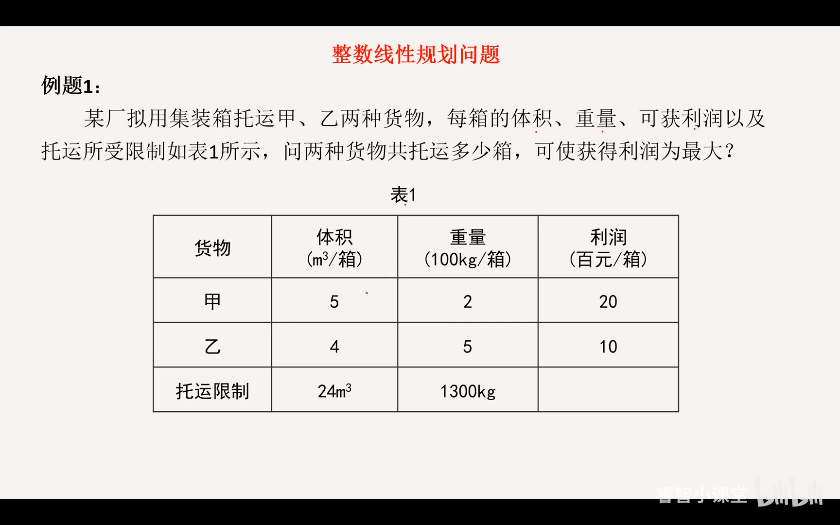 整数线性规划问题
例题1：
某厂拟用集装箱托运甲、乙两种货物，每箱的体积、重量、可获利润以及
托运所受限制如表1所示，问两种货物共托运多少箱，可使获得利润为最大？
表1
货物 体积 重量 利润
(m³/箱) (100kg/箱) (百元/箱)
甲 5 2 20
乙 4 5 10
托运限制 24m³ 1300kg
睿智小课堂 bilibili